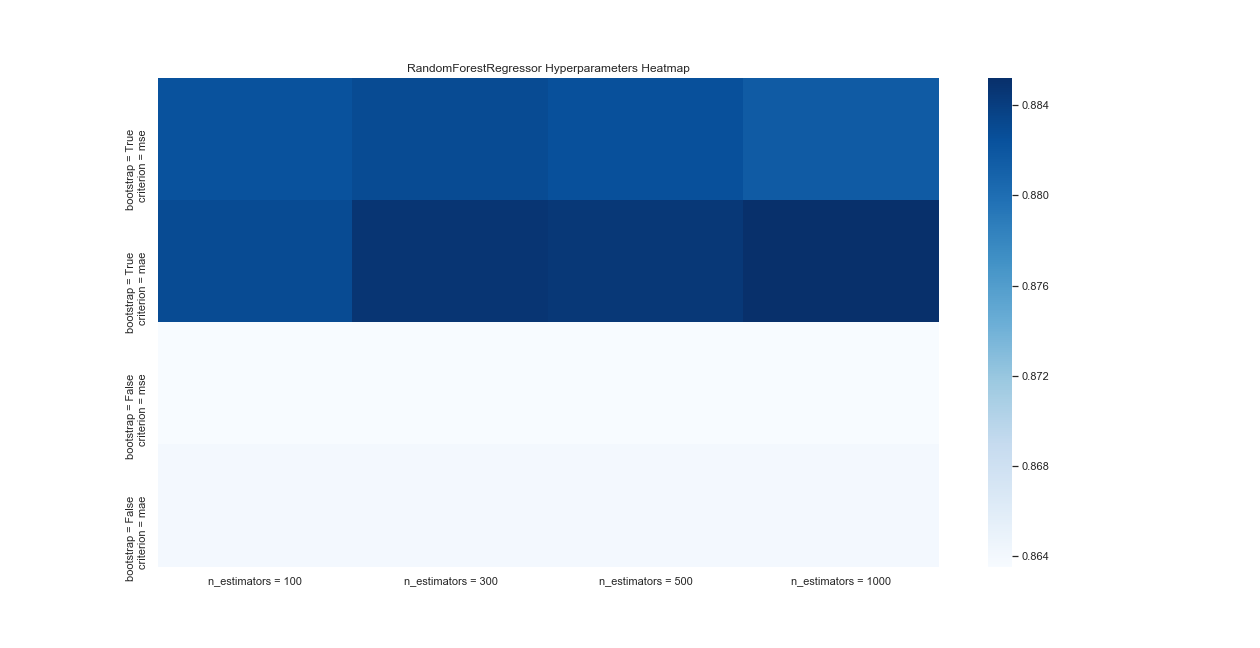 RandomForestRegressor Hyperparameters Heatmap
bootstrap = True
criterion = mse
bootstrap = True
criterion = mae
bootstrap = False
criterion = mse
bootstrap = False
criterion = mae
n_estimators = 100
n_estimators = 300
n_estimators = 500
n_estimators = 1000
0.884
0.880
0.876
0.872
0.868
0.864